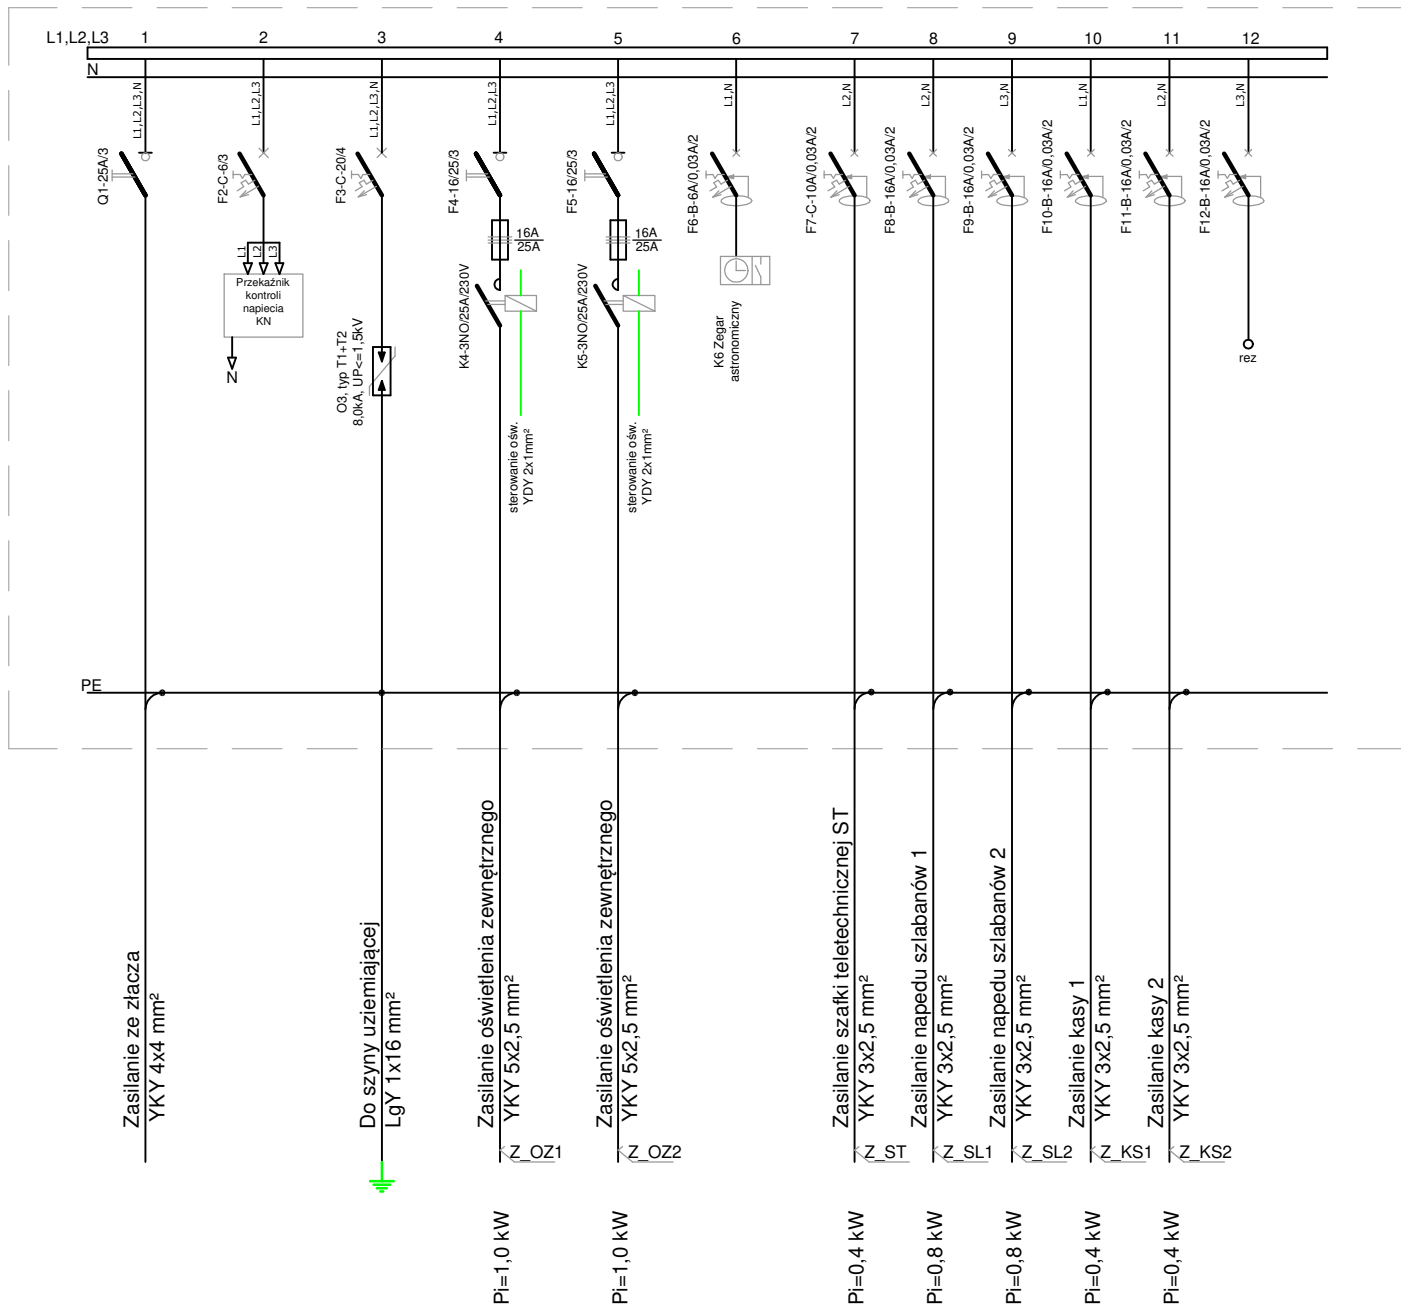 L1,L2,L3
1
2
3
4
5
6
7
8
9
10
11
12
N
L1,L2,L3,N
L1,L2,L3
L1,L2,L3,N
L1,L2,L3
L1,L2,L3
L1,N
L2,N
L2,N
L3,N
L1,N
L2,N
L3,N
Q1-25A/3
F2-C-6/3
F3-C-20/4
F4-16/25/3
F5-16/25/3
F6-B-6A/0,03A/2
F7-C-10A/0,03A/2
F8-B-16A/0,03A/2
F9-B-16A/0,03A/2
F10-B-16A/0,03A/2
F11-B-16A/0,03A/2
F12-B-16A/0,03A/2
L1
L2
L3
Przekaźnik
kontroli
napiecia
KN
N
O3, typ T1+T2
8,0kA, UP<=1,5kV
16A
25A
K4-3NO/25A/230V
sterowanie ośw.
YDY 2x1mm²
16A
25A
K5-3NO/25A/230V
sterowanie ośw.
YDY 2x1mm²
K6 Zegar
astronomiczny
rez
PE
Zasilanie ze złacza
YKY 4x4 mm²
Do szyny uziemiającej
LgY 1x16 mm²
Zasilanie oświetlenia zewnętrznego
YKY 5x2,5 mm²
Zasilanie oświetlenia zewnętrznego
YKY 5x2,5 mm²
Zasilanie szafki teletechnicznej ST
YKY 3x2,5 mm²
Zasilanie napedu szlabanów 1
YKY 3x2,5 mm²
Zasilanie napedu szlabanów 2
YKY 3x2,5 mm²
Zasilanie kasy 1
YKY 3x2,5 mm²
Zasilanie kasy 2
YKY 3x2,5 mm²
Z_OZ1
Z_OZ2
Z_ST
Z_SL1
Z_SL2
Z_KS1
Z_KS2
Pi=1,0 kW
Pi=1,0 kW
Pi=0,4 kW
Pi=0,8 kW
Pi=0,8 kW
Pi=0,4 kW
Pi=0,4 kW